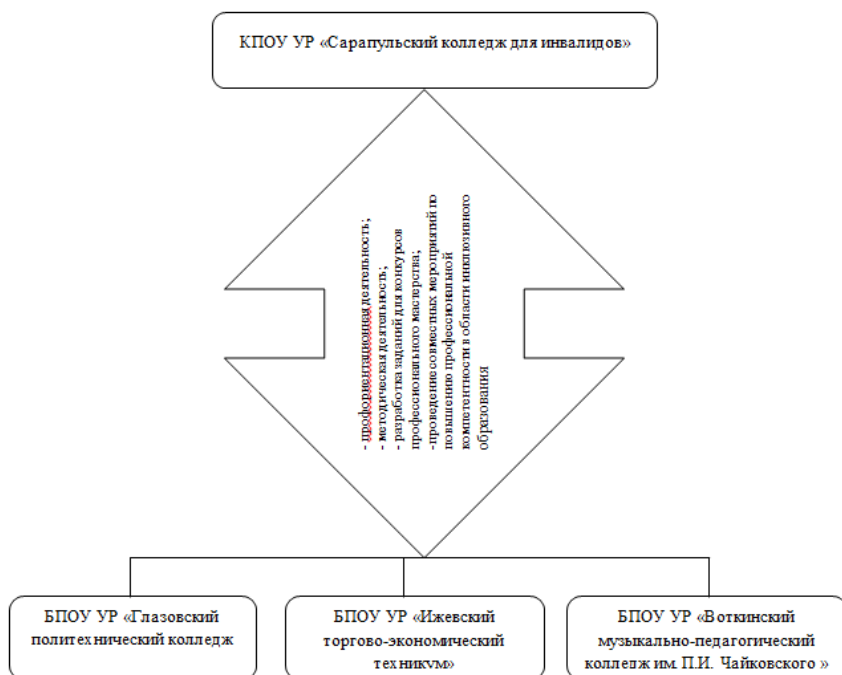 КПОУ УР «Сарапульский колледж для инвалидов»
- профориентационная деятельность;
- методическая деятельность;
- разработка заданий для конкурсов
профессионального мастерства;
-проведение совместных мероприятий по
повышению профессиональной
компетентности в области инклюзивного
образования
БПОУ УР «Глазовский
политехнический колледж
БПОУ УР «Ижевский
торгово-экономический
техникум»
БПОУ УР «Воткинский
музыкально-педагогический
колледж им. П.И. Чайковского »